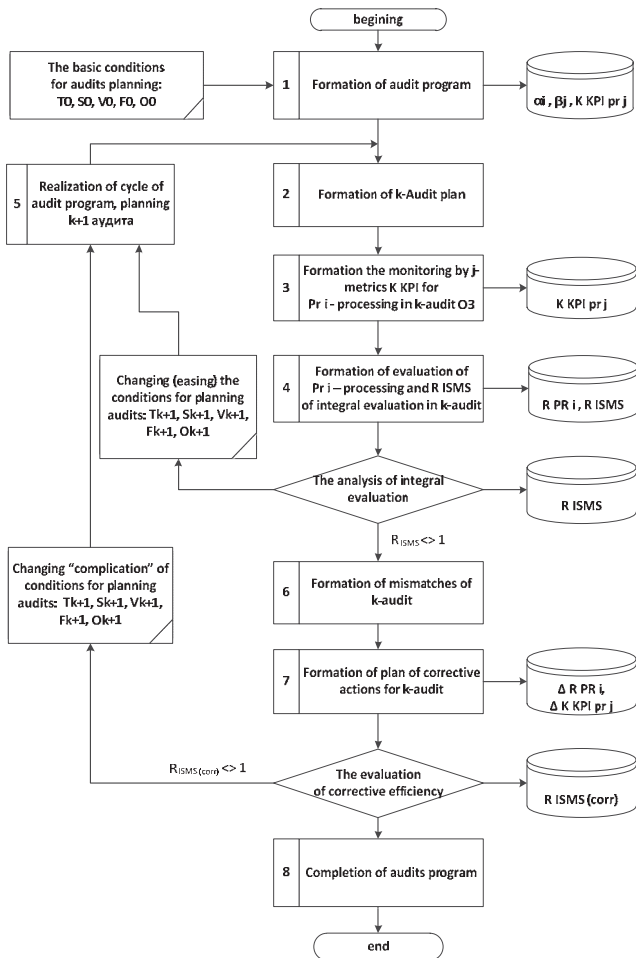 begining
The basic conditions
for audits planning:
T0, S0, V0, F0, O0
1
Formation of audit program
αi, βj, K KPI pr j
5
Realization of cycle of
audit program, planning
k+1 аудита
2
Formation of k-Audit plan
3
Formation the monitoring by j-
metrics K KPI for
Pr i - processing in k-audit O3
K KPI pr j
Changing (easing) the
conditions for planning
audits: Tk+1, Sk+1, Vk+1,
Fk+1, Ok+1
4
Formation of evaluation of
Pr i – processing and R ISMS
of integral evaluation in k-audit
R PR i, R ISMS
The analysis of integral
evaluation
R ISMS
RISMS <> 1
Changing “complication” of
conditions for planning
audits: Tk+1, Sk+1, Vk+1,
Fk+1, Ok+1
6
Formation of mismatches of
k-audit
7
Formation of plan of corrective
actions for k-audit
Δ R PR i,
Δ K KPI pr j
RISMS(corr) <> 1
The evaluation
of corrective efficiency
R ISMS (corr)
8
Completion of audits program
end